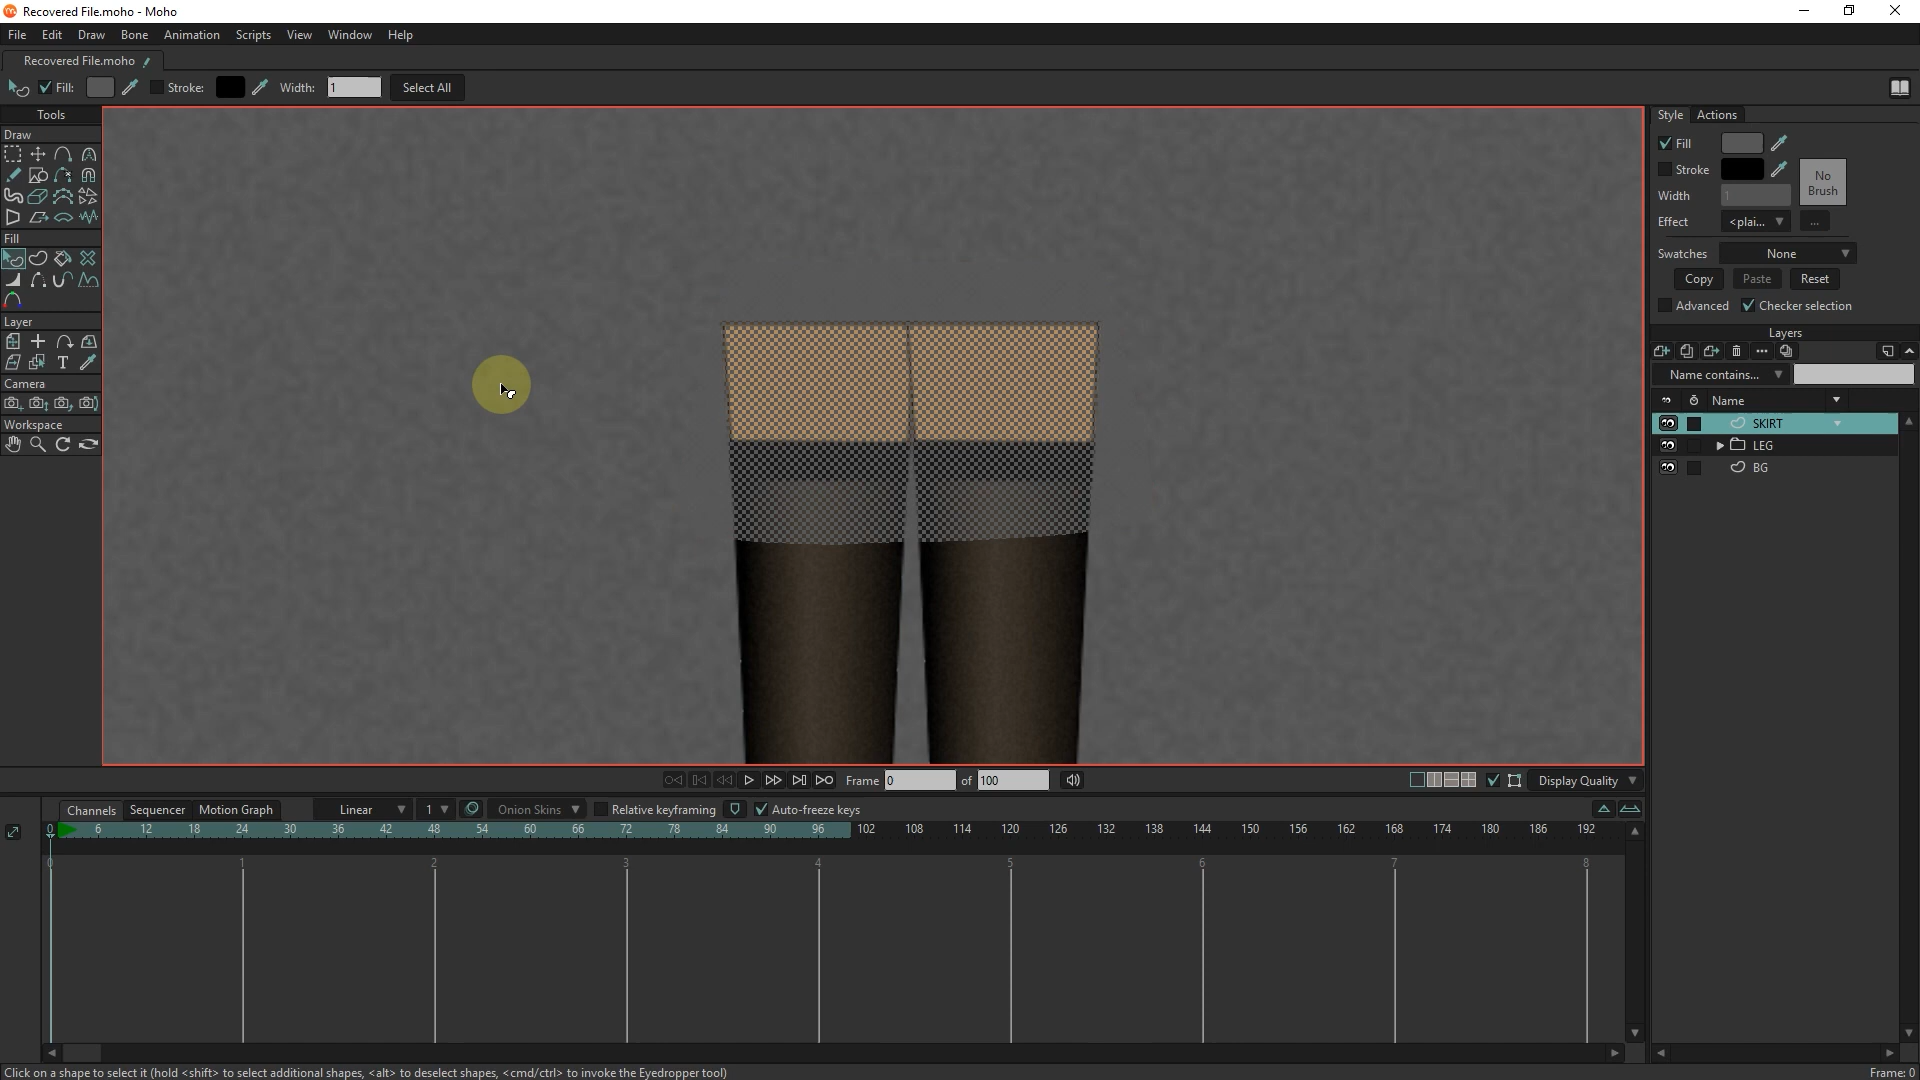 Recovered File.moho - Moho
File Edit Draw Bone Animation Scripts View Window Help
Recovered File.moho
Fill: Stroke: Width: 1 Select All
Tools
Draw
Fill
Layer
Camera
Workspace
Style Actions
Fill
Stroke
No Brush
Width 1
Effect <plai... ...
Swatches None
Copy Paste Reset
Advanced Checker selection
Layers
Name contains...
Name
SKIRT
LEG
BG
Frame 0 of 100 Display Quality
Channels Sequencer Motion Graph Linear 1 Onion Skins Relative keyframing Auto-freeze keys
0 6 12 18 24 30 36 42 48 54 60 66 72 78 84 90 96 102 108 114 120 126 132 138 144 150 156 162 168 174 180 186 192
0 1 2 3 4 5 6 7 8
Click on a shape to select it (hold <shift> to select additional shapes, <alt> to deselect shapes, <cmd/ctrl> to invoke the Eyedropper tool) Frame: 0